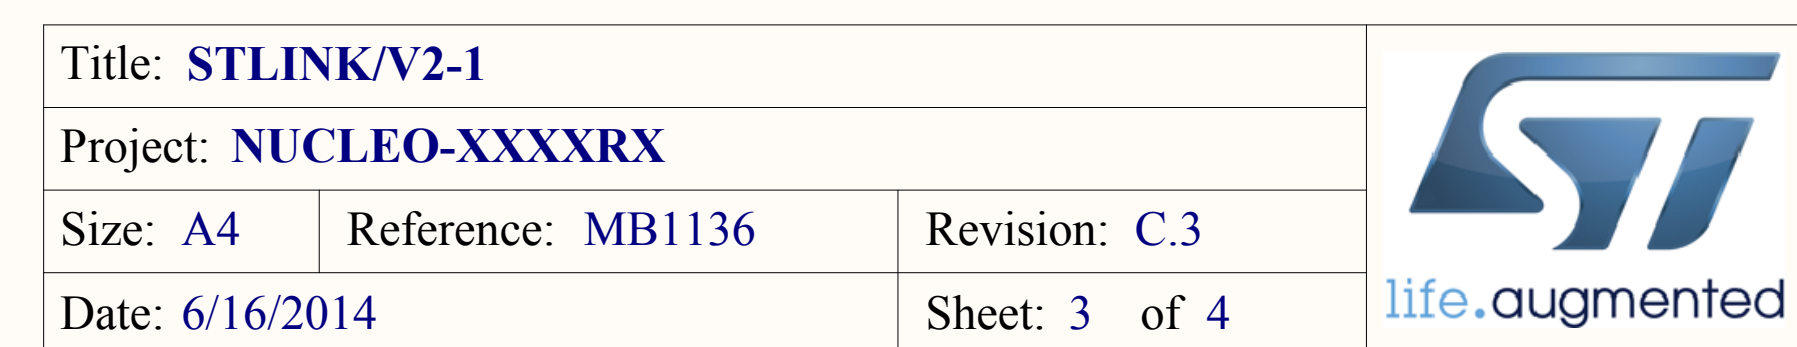 Title: STLINK/V2-1
Project: NUCLEO-XXXXRX
Size: A4 Reference: MB1136 Revision: C.3
Date: 6/16/2014 Sheet: 3 of 4
ST
life.augmented